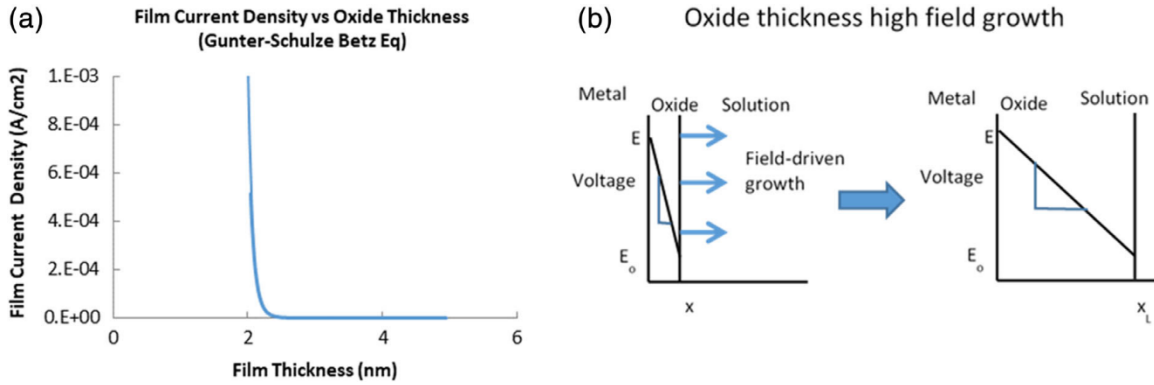 (a)
Film Current Density vs Oxide Thickness
(Gunter-Schulze Betz Eq)
Film Current Density (A/cm2)
1.E-03
8.E-04
6.E-04
4.E-04
2.E-04
0.E+00
0
2
4
6
Film Thickness (nm)
(b)
Oxide thickness high field growth
Metal
Oxide
Solution
E
Voltage
Field-driven
growth
Eo
x
Metal
Oxide
Solution
E
Voltage
Eo
xL